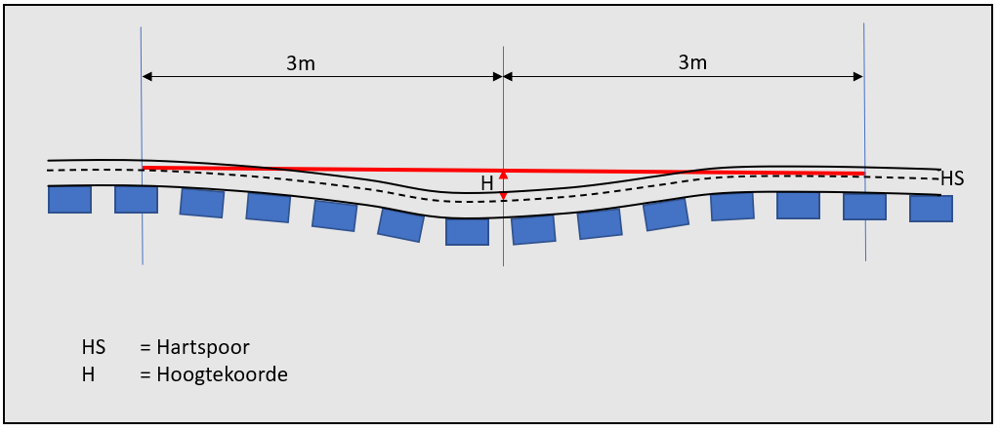 3m
3m
H
HS
HS = Hartspoor
H = Hoogtekoorde